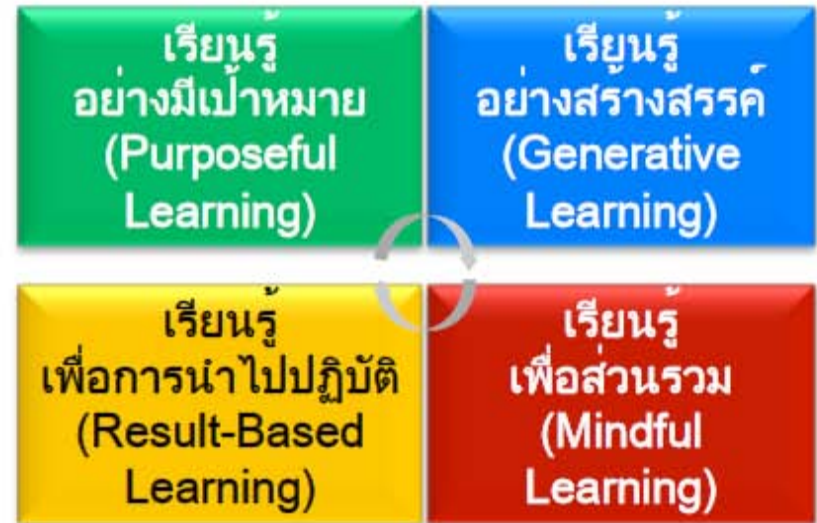 เรียนรู้
อย่างมีเป้าหมาย
(Purposeful
Learning)
เรียนรู้
อย่างสร้างสรรค์
(Generative
Learning)
เรียนรู้
เพื่อการนำไปปฏิบัติ
(Result-Based
Learning)
เรียนรู้
เพื่อส่วนรวม
(Mindful
Learning)